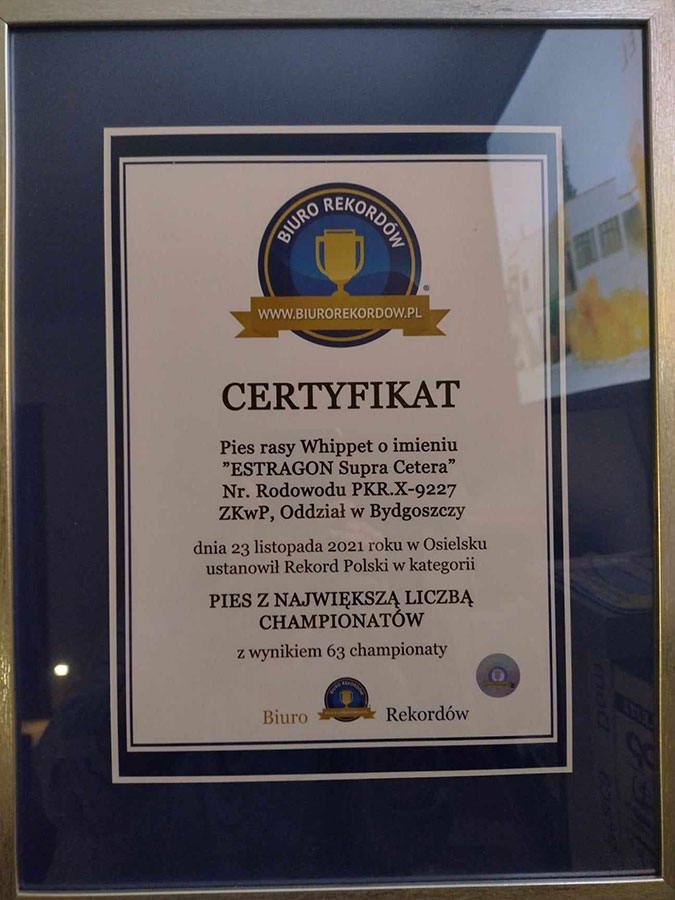 BIURO REKORDÓW
®
WWW.BIUROREKORDOW.PL
CERTYFIKAT
Pies rasy Whippet o imieniu
”ESTRAGON Supra Cetera”
Nr. Rodowodu PKR.X-9227
ZKwP, Oddział w Bydgoszczy
dnia 23 listopada 2021 roku w Osielsku
ustanowił Rekord Polski w kategorii
PIES Z NAJWIĘKSZĄ LICZBĄ
CHAMPIONATÓW
z wynikiem 63 championaty
Biuro Rekordów